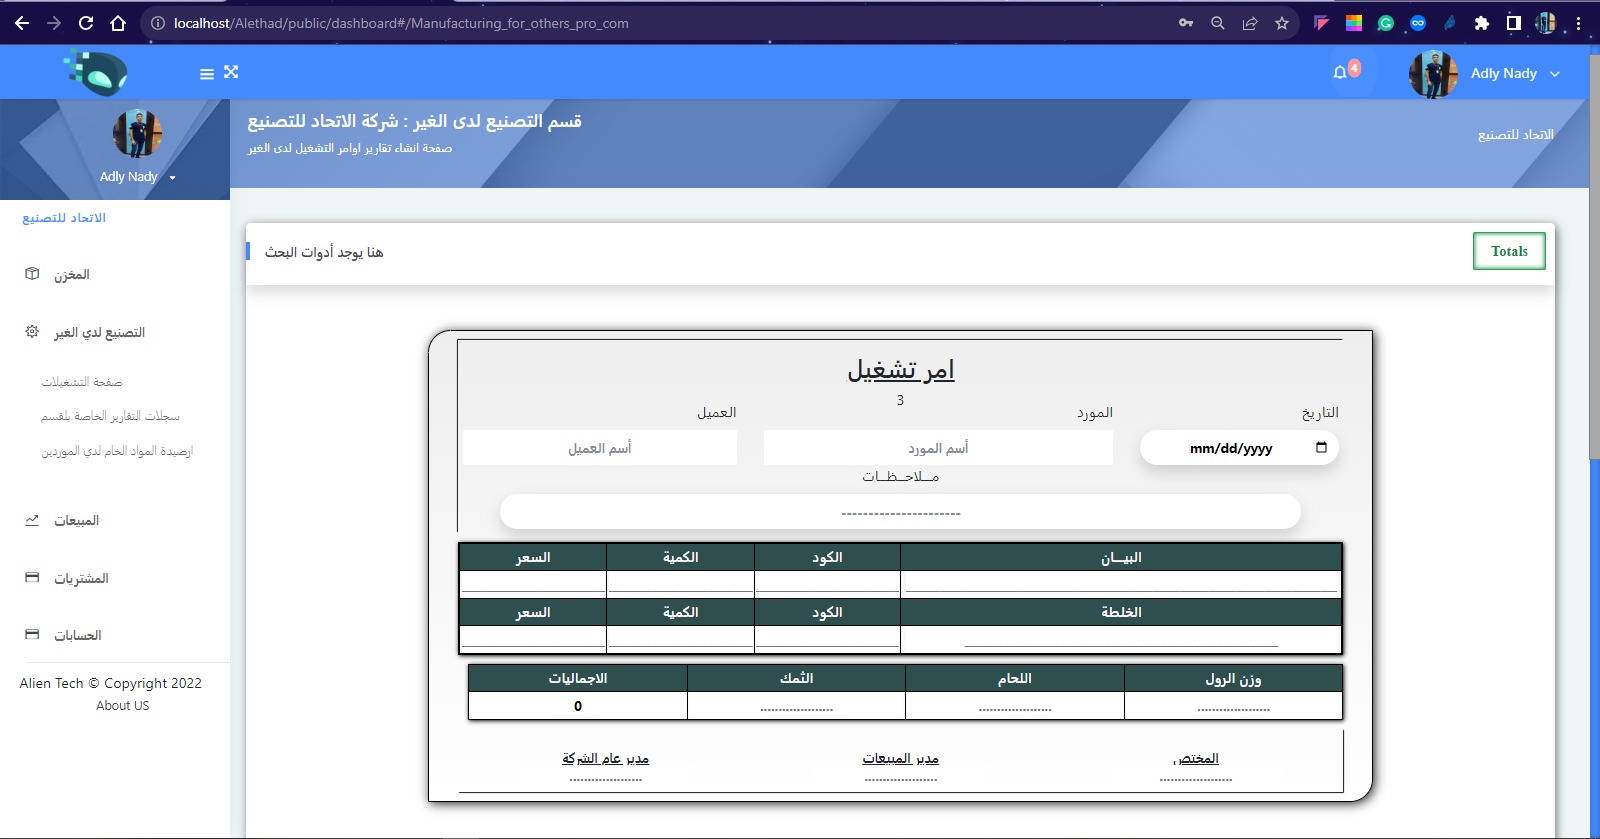 localhost/Alethad/public/dashboard#/Manufacturing_for_others_pro_com
4
Adly Nady
Adly Nady
قسم التصنيع لدى الغير : شركة الاتحاد للتصنيع
صفحة انشاء تقارير اوامر التشغيل لدى الغير
الاتحاد للتصنيع
الاتحاد للتصنيع
المخزن
التصنيع لدي الغير
صفحة التشغيلات
سجلات التقارير الخاصة بلقسم
ارصيدة المواد الخام لدي الموردين
المبيعات
المشتريات
الحسابات
Alien Tech © Copyright 2022
About US
هنا يوجد أدوات البحث
Totals
امر تشغيل
3
التاريخ المورد العميل
mm/dd/yyyy أسم المورد أسم العميل
مـــلاحـــظـــات
----------------------
البيـــان الكود الكمية السعر
الخلطة الكود الكمية السعر
وزن الرول اللحام الثمك الاجماليات
-------------------- -------------------- -------------------- 0
المختص مدير المبيعات مدير عام الشركة
-------------------- -------------------- --------------------